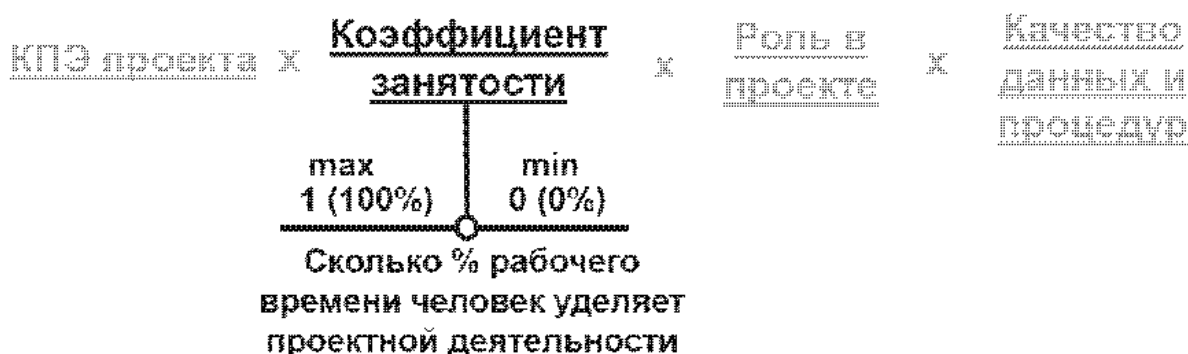 КПЭ проекта x Коэффициент занятости x Роль в проекте x Качество данных и процедур
max
1 (100%)
min
0 (0%)
Сколько % рабочего
времени человек уделяет
проектной деятельности